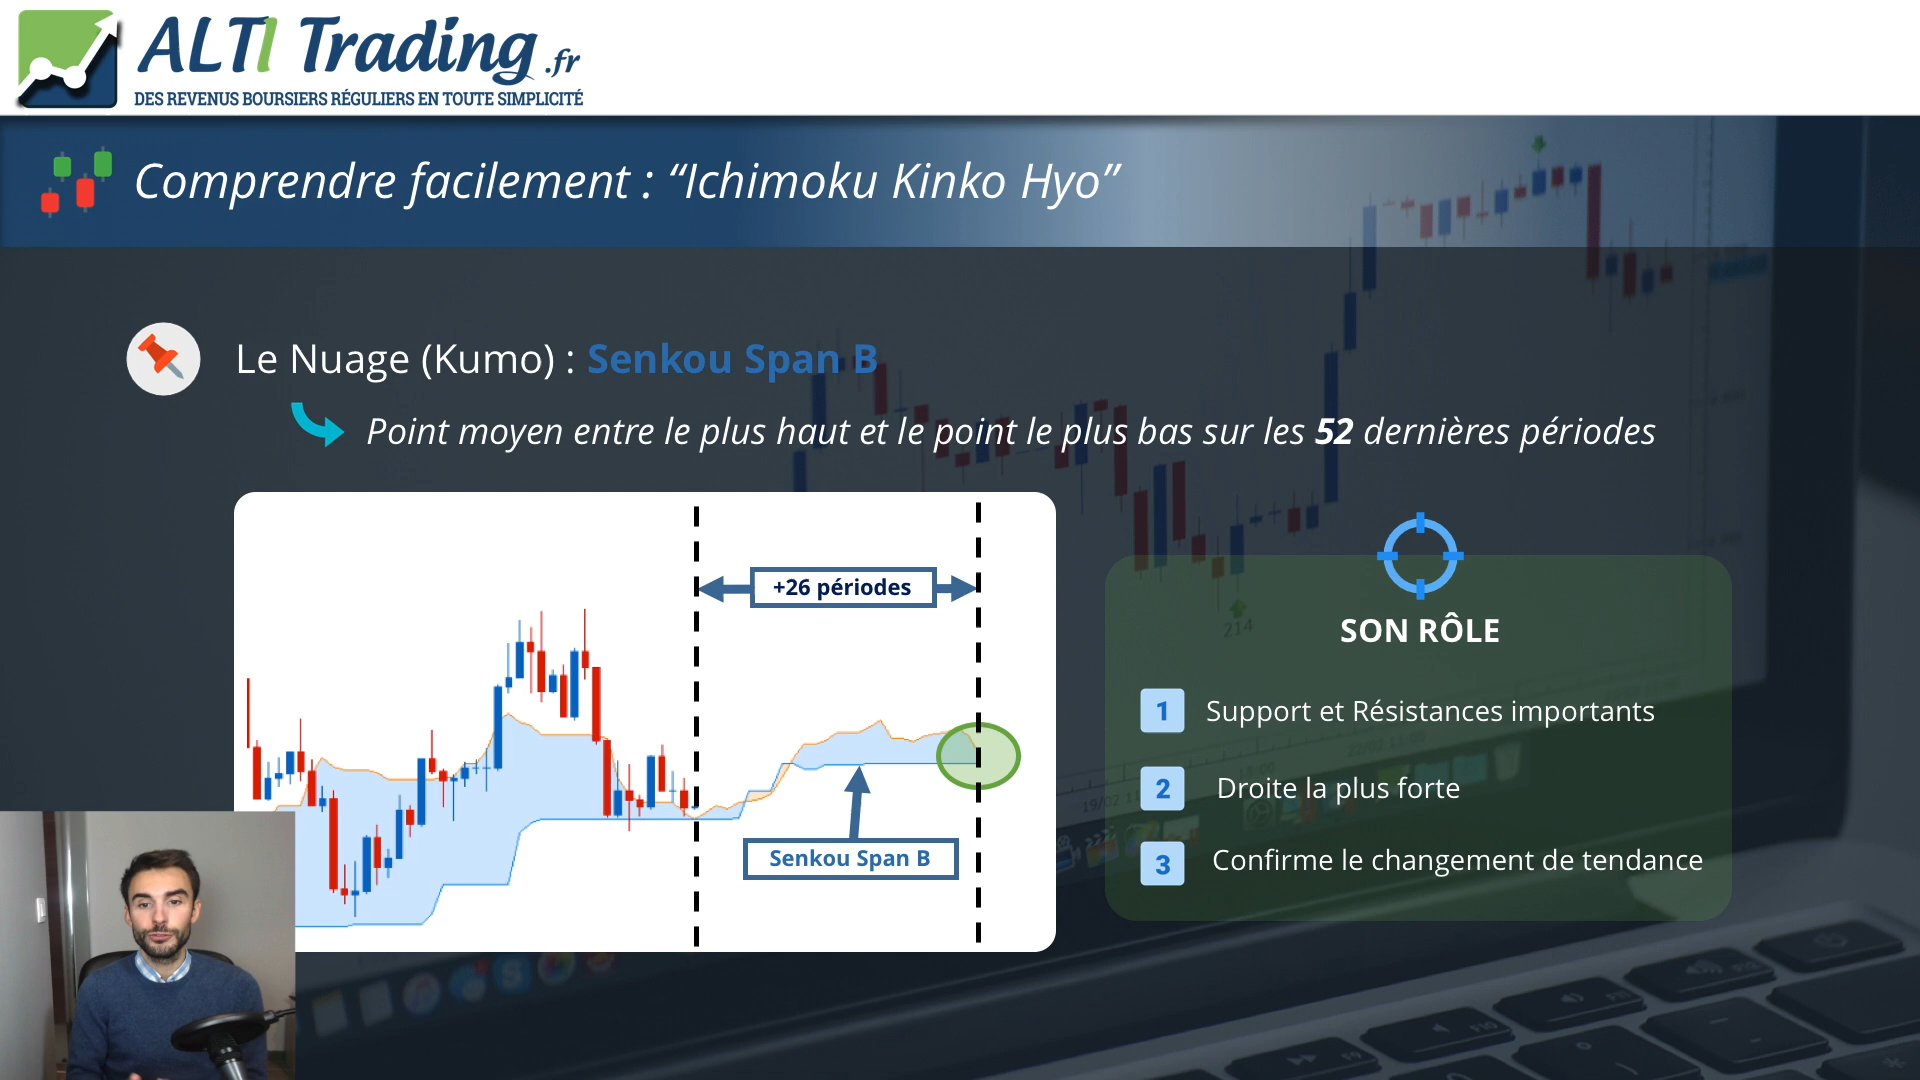 ALTI Trading .fr
DES REVENUS BOURSIERS RÉGULIERS EN TOUTE SIMPLICITÉ
Comprendre facilement : “Ichimoku Kinko Hyo”
Le Nuage (Kumo) : Senkou Span B
Point moyen entre le plus haut et le point le plus bas sur les 52 dernières périodes
+26 périodes
Senkou Span B
214
SON RÔLE
1 Support et Résistances importants
2 Droite la plus forte
3 Confirme le changement de tendance